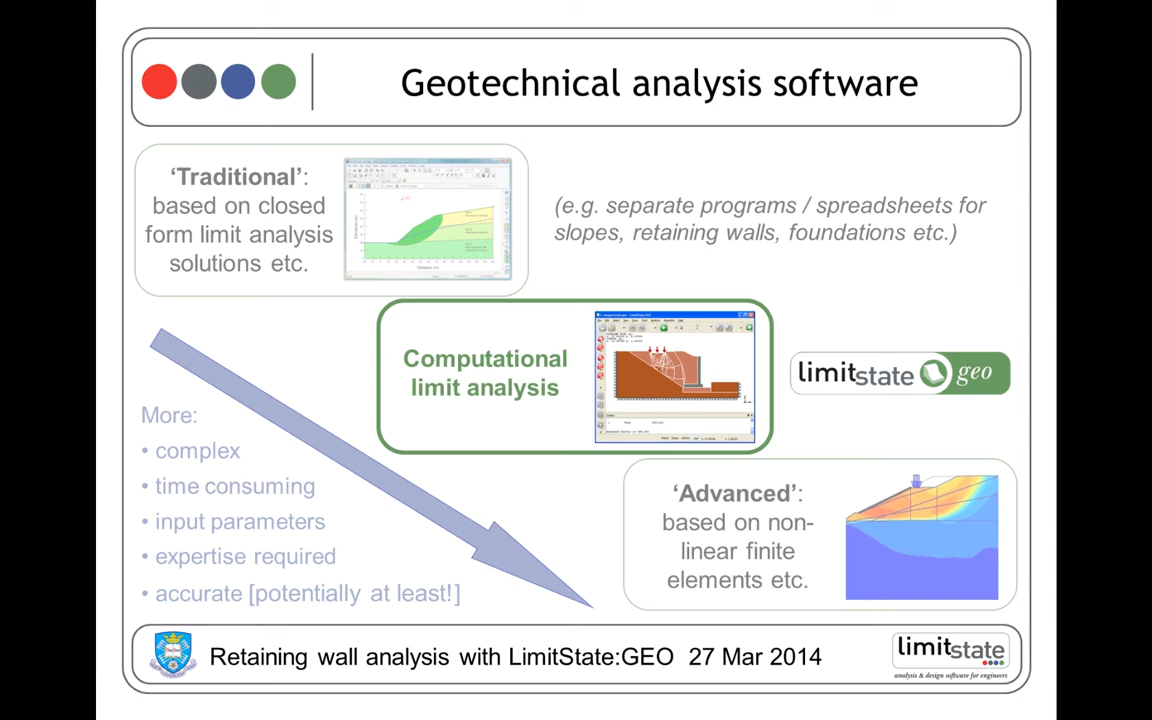 Geotechnical analysis software
‘Traditional’:
based on closed
form limit analysis
solutions etc.
(e.g. separate programs / spreadsheets for
slopes, retaining walls, foundations etc.)
Computational
limit analysis
limitstate geo
More:
• complex
• time consuming
• input parameters
• expertise required
• accurate [potentially at least!]
‘Advanced’:
based on non-
linear finite
elements etc.
Retaining wall analysis with LimitState:GEO 27 Mar 2014
limitstate
analysis & design software for engineers